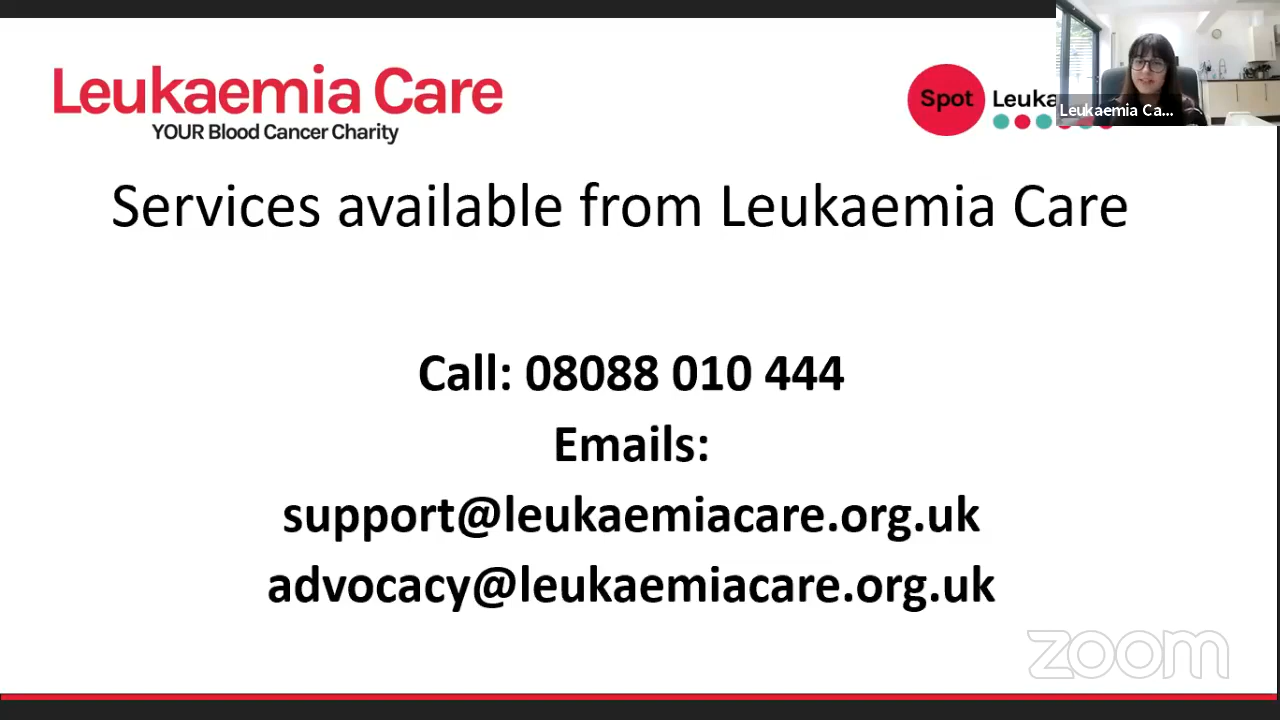 Leukaemia Care
YOUR Blood Cancer Charity
Spot
Leuka
Leukaemia Ca...
Services available from Leukaemia Care
Call: 08088 010 444
Emails:
support@leukaemiacare.org.uk
advocacy@leukaemiacare.org.uk
zoom